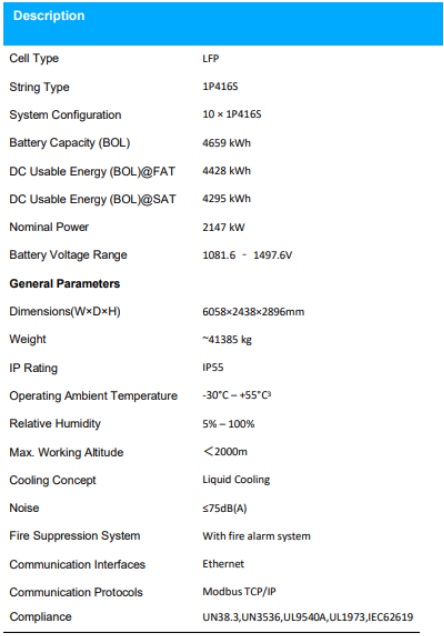 Description
Cell Type LFP
String Type 1P416S
System Configuration 10 × 1P416S
Battery Capacity (BOL) 4659 kWh
DC Usable Energy (BOL)@FAT 4428 kWh
DC Usable Energy (BOL)@SAT 4295 kWh
Nominal Power 2147 kW
Battery Voltage Range 1081.6 - 1497.6V
General Parameters
Dimensions(W×D×H) 6058×2438×2896mm
Weight ~41385 kg
IP Rating IP55
Operating Ambient Temperature -30°C – +55°C³
Relative Humidity 5% – 100%
Max. Working Altitude ＜2000m
Cooling Concept Liquid Cooling
Noise ≤75dB(A)
Fire Suppression System With fire alarm system
Communication Interfaces Ethernet
Communication Protocols Modbus TCP/IP
Compliance UN38.3,UN3536,UL9540A,UL1973,IEC62619